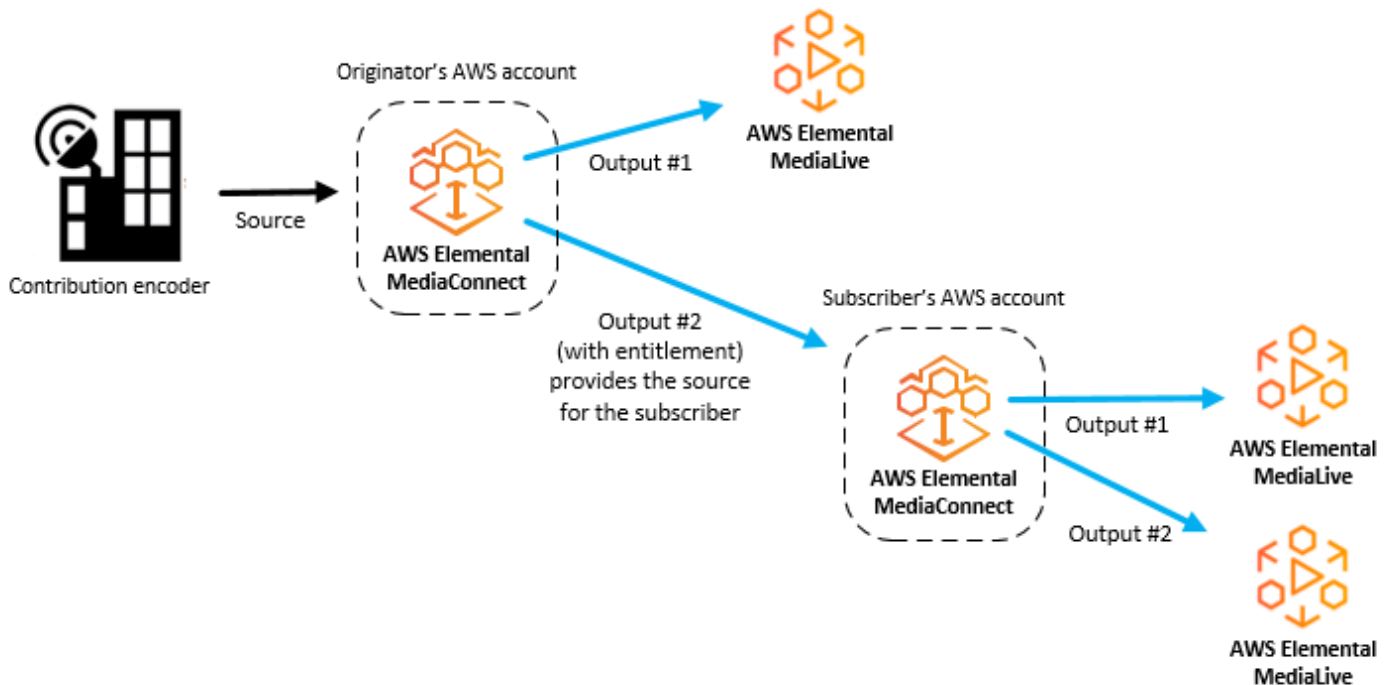 Originator's AWS account
AWS Elemental
MediaLive
Output #1
Source
AWS Elemental
MediaConnect
Contribution encoder
Subscriber's AWS account
Output #2
(with entitlement)
provides the source
for the subscriber
Output #1
AWS Elemental
MediaLive
AWS Elemental
MediaConnect
Output #2
AWS Elemental
MediaLive